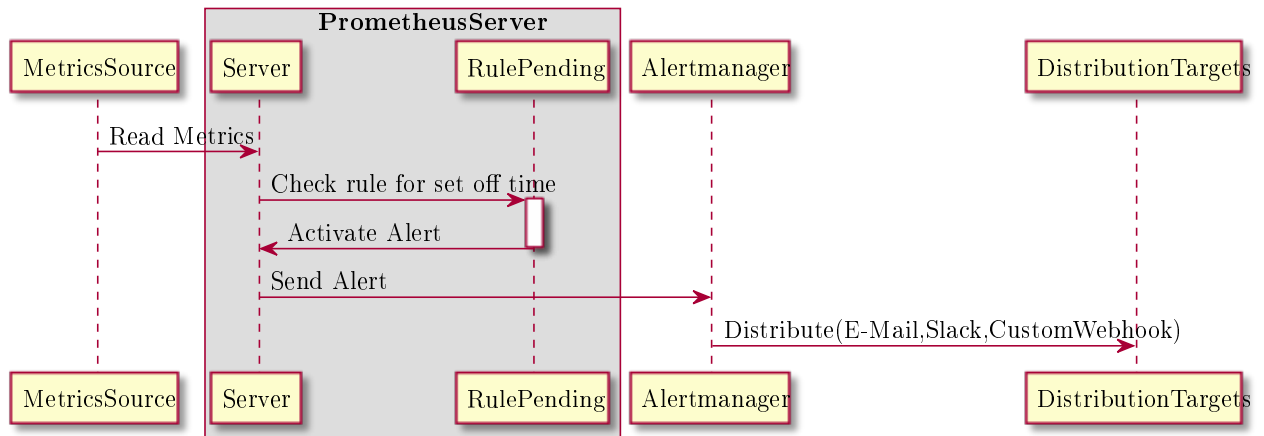 PrometheusServer
MetricsSource
Server
RulePending
Alertmanager
DistributionTargets
Read Metrics
Check rule for set off time
Activate Alert
Send Alert
Distribute(E-Mail,Slack,CustomWebhook)
MetricsSource
Server
RulePending
Alertmanager
DistributionTargets